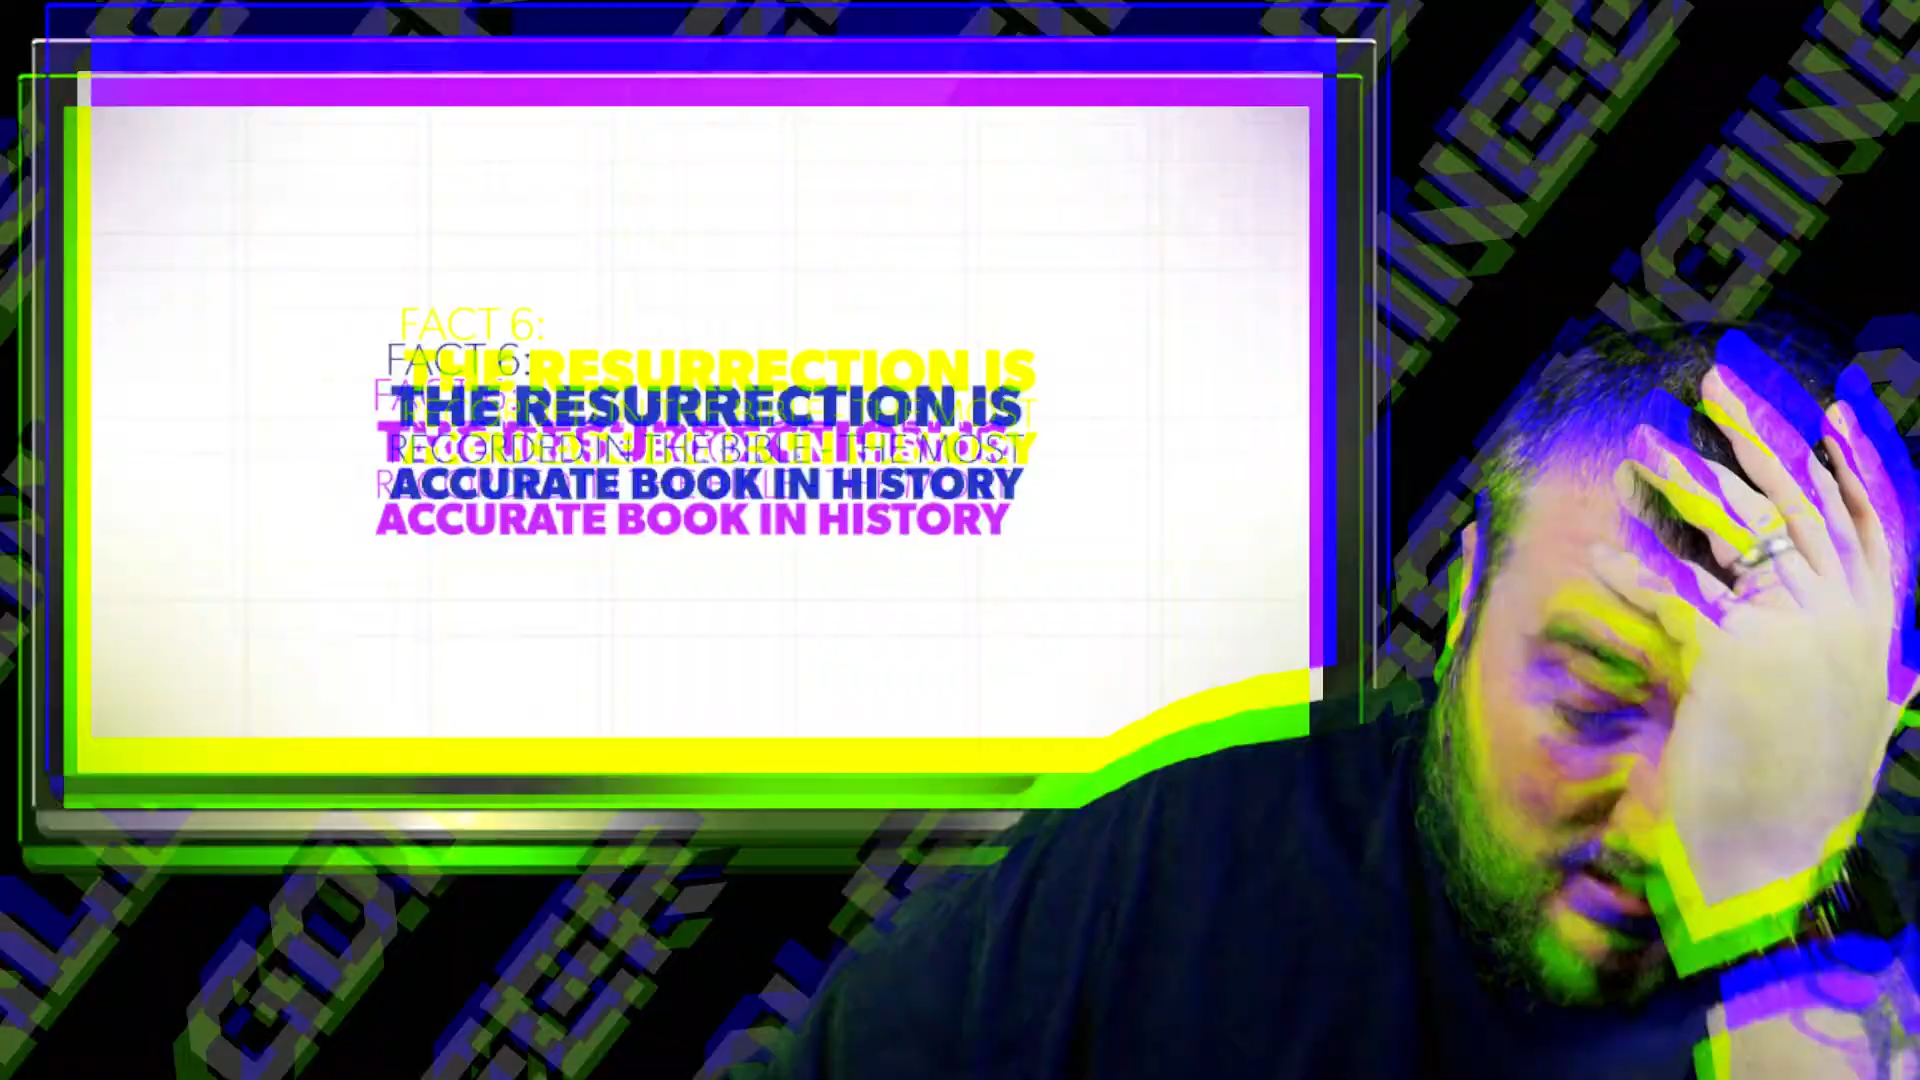 FACT 6:
THE RESURRECTION IS
RECORDED IN THE BIBLE - THE MOST
ACCURATE BOOK IN HISTORY